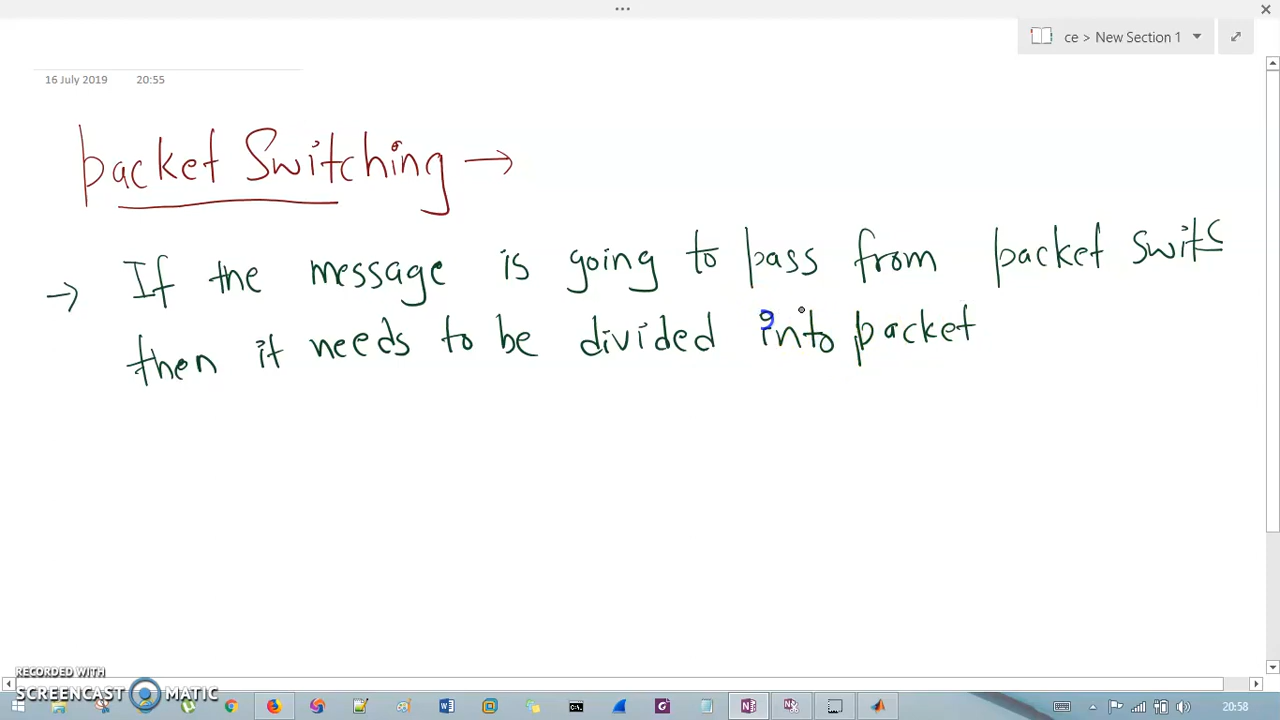 ...
ce > New Section 1
16 July 2019 20:55
packet Switching →
→ If the message is going to pass from packet switc
then it needs to be divided into packet
RECORDED WITH
SCREENCAST MATIC
20:58